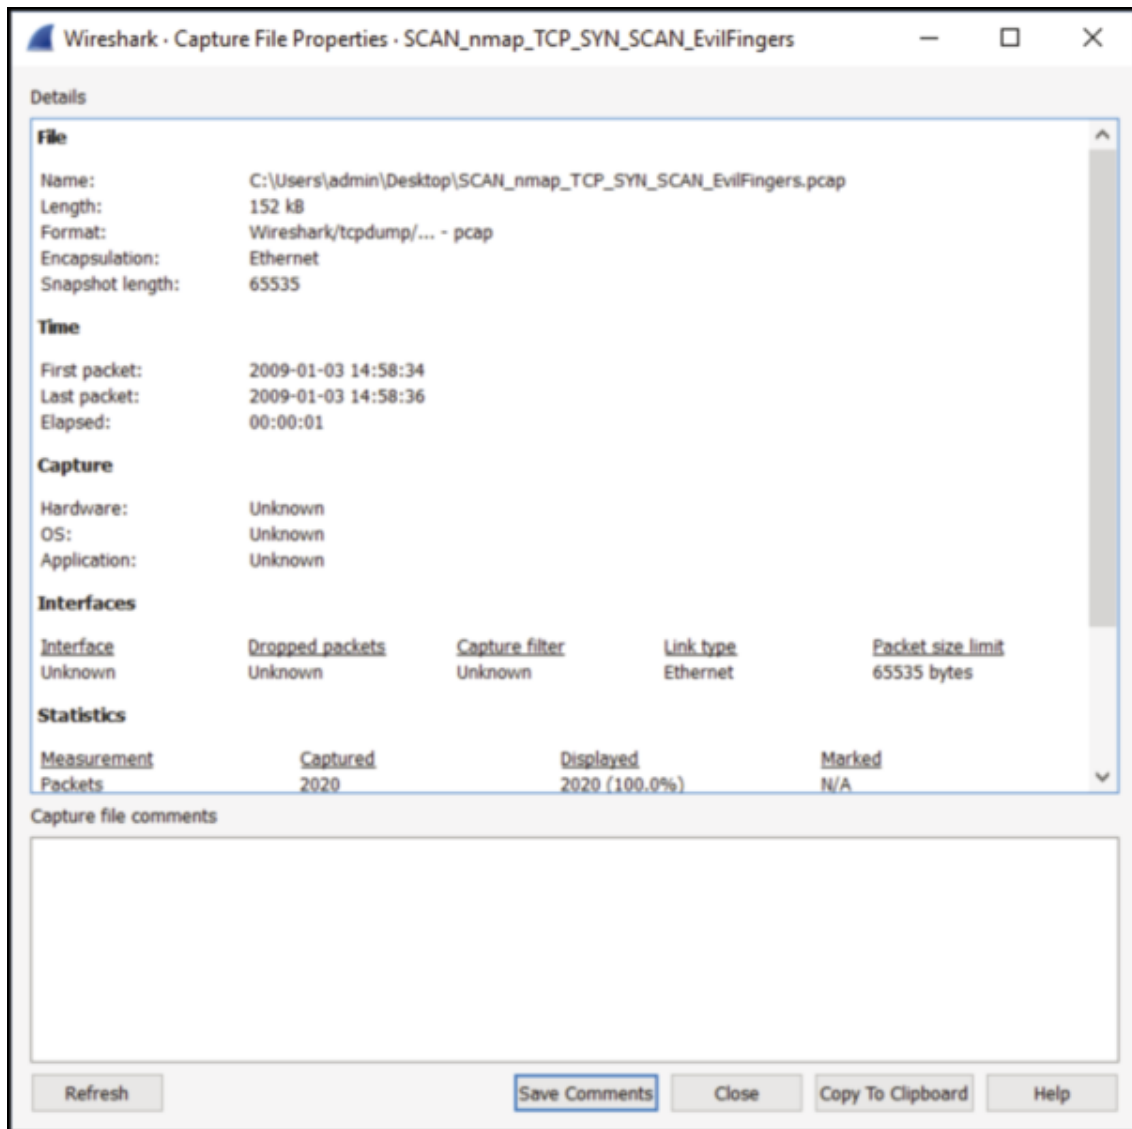 Wireshark · Capture File Properties · SCAN_nmap_TCP_SYN_SCAN_EvilFingers
Details
File
Name: C:\Users\admin\Desktop\SCAN_nmap_TCP_SYN_SCAN_EvilFingers.pcap
Length: 152 kB
Format: Wireshark/tcpdump/... - pcap
Encapsulation: Ethernet
Snapshot length: 65535
Time
First packet: 2009-01-03 14:58:34
Last packet: 2009-01-03 14:58:36
Elapsed: 00:00:01
Capture
Hardware: Unknown
OS: Unknown
Application: Unknown
Interfaces
Interface Dropped packets Capture filter Link type Packet size limit
Unknown Unknown Unknown Ethernet 65535 bytes
Statistics
Measurement Captured Displayed Marked
Packets 2020 2020 (100.0%) N/A
Capture file comments
Refresh Save Comments Close Copy To Clipboard Help